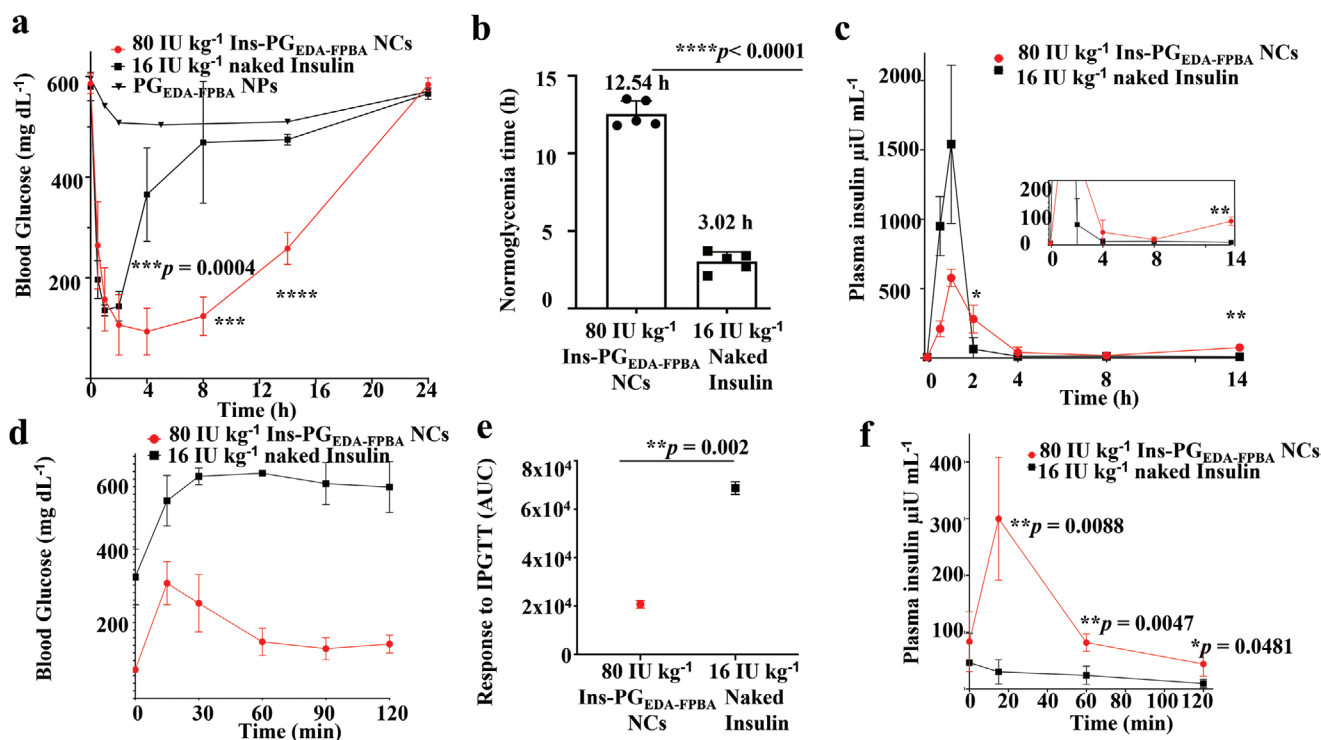 a
80 IU kg⁻¹ Ins-PG_EDA-FPBA NCs
16 IU kg⁻¹ naked Insulin
PG_EDA-FPBA NPs
Blood Glucose (mg dL⁻¹)
600
400
200
0
***p = 0.0004
***
****
0 4 8 12 16 20 24
Time (h)
b
****p< 0.0001
Normoglycemia time (h)
15
10
5
0
12.54 h
3.02 h
80 IU kg⁻¹
Ins-PG_EDA-FPBA
NCs
16 IU kg⁻¹
Naked
Insulin
c
80 IU kg⁻¹ Ins-PG_EDA-FPBA NCs
16 IU kg⁻¹ naked Insulin
Plasma insulin µiU mL⁻¹
2000
1500
1000
500
200
100
0
**
0 4 8 14
*
**
0 2 4 8 14
Time (h)
d
80 IU kg⁻¹ Ins-PG_EDA-FPBA NCs
16 IU kg⁻¹ naked Insulin
Blood Glucose (mg dL⁻¹)
600
400
200
0 30 60 90 120
Time (min)
e
**p = 0.002
Response to IPGTT (AUC)
8x10⁴
6x10⁴
4x10⁴
2x10⁴
0
80 IU kg⁻¹
Ins-PG_EDA-FPBA
NCs
16 IU kg⁻¹
Naked
Insulin
f
80 IU kg⁻¹ Ins-PG_EDA-FPBA NCs
16 IU kg⁻¹ naked Insulin
Plasma insulin µiU mL⁻¹
400
300
200
100
**p = 0.0088
**p = 0.0047
*p = 0.0481
0 20 40 60 80 100 120
Time (min)